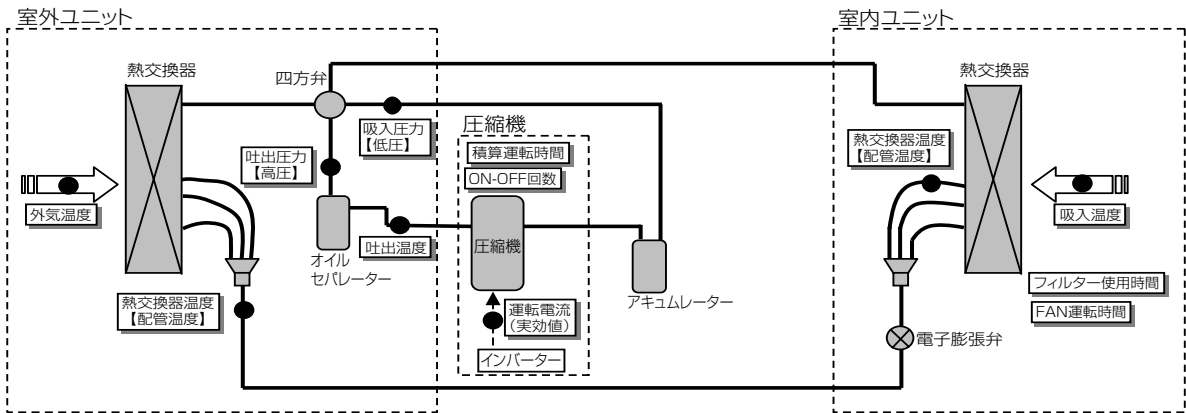 室外ユニット
熱交換器
四方弁
吸入圧力
【低圧】
吐出圧力
【高圧】
外気温度
オイル
セパレーター
吐出温度
熱交換器温度
【配管温度】
圧縮機
積算運転時間
ON-OFF回数
圧縮機
運転電流
(実効値)
インバーター
アキュムレーター
室内ユニット
熱交換器
熱交換器温度
【配管温度】
吸入温度
フィルター使用時間
FAN運転時間
電子膨張弁